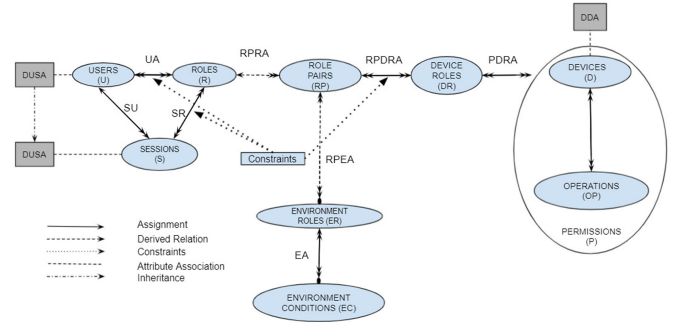 DDA
UA
RPRA
RPDRA
PDRA
DUSA
USERS
(U)
ROLES
(R)
ROLE
PAIRS
(RP)
DEVICE
ROLES
(DR)
DEVICES
(D)
SU
SR
DUSA
SESSIONS
(S)
Constraints
RPEA
OPERATIONS
(OP)
ENVIRONMENT
ROLES (ER)
PERMISSIONS
(P)
Assignment
Derived Relation
Constraints
Attribute Association
Inheritance
EA
ENVIRONMENT
CONDITIONS (EC)